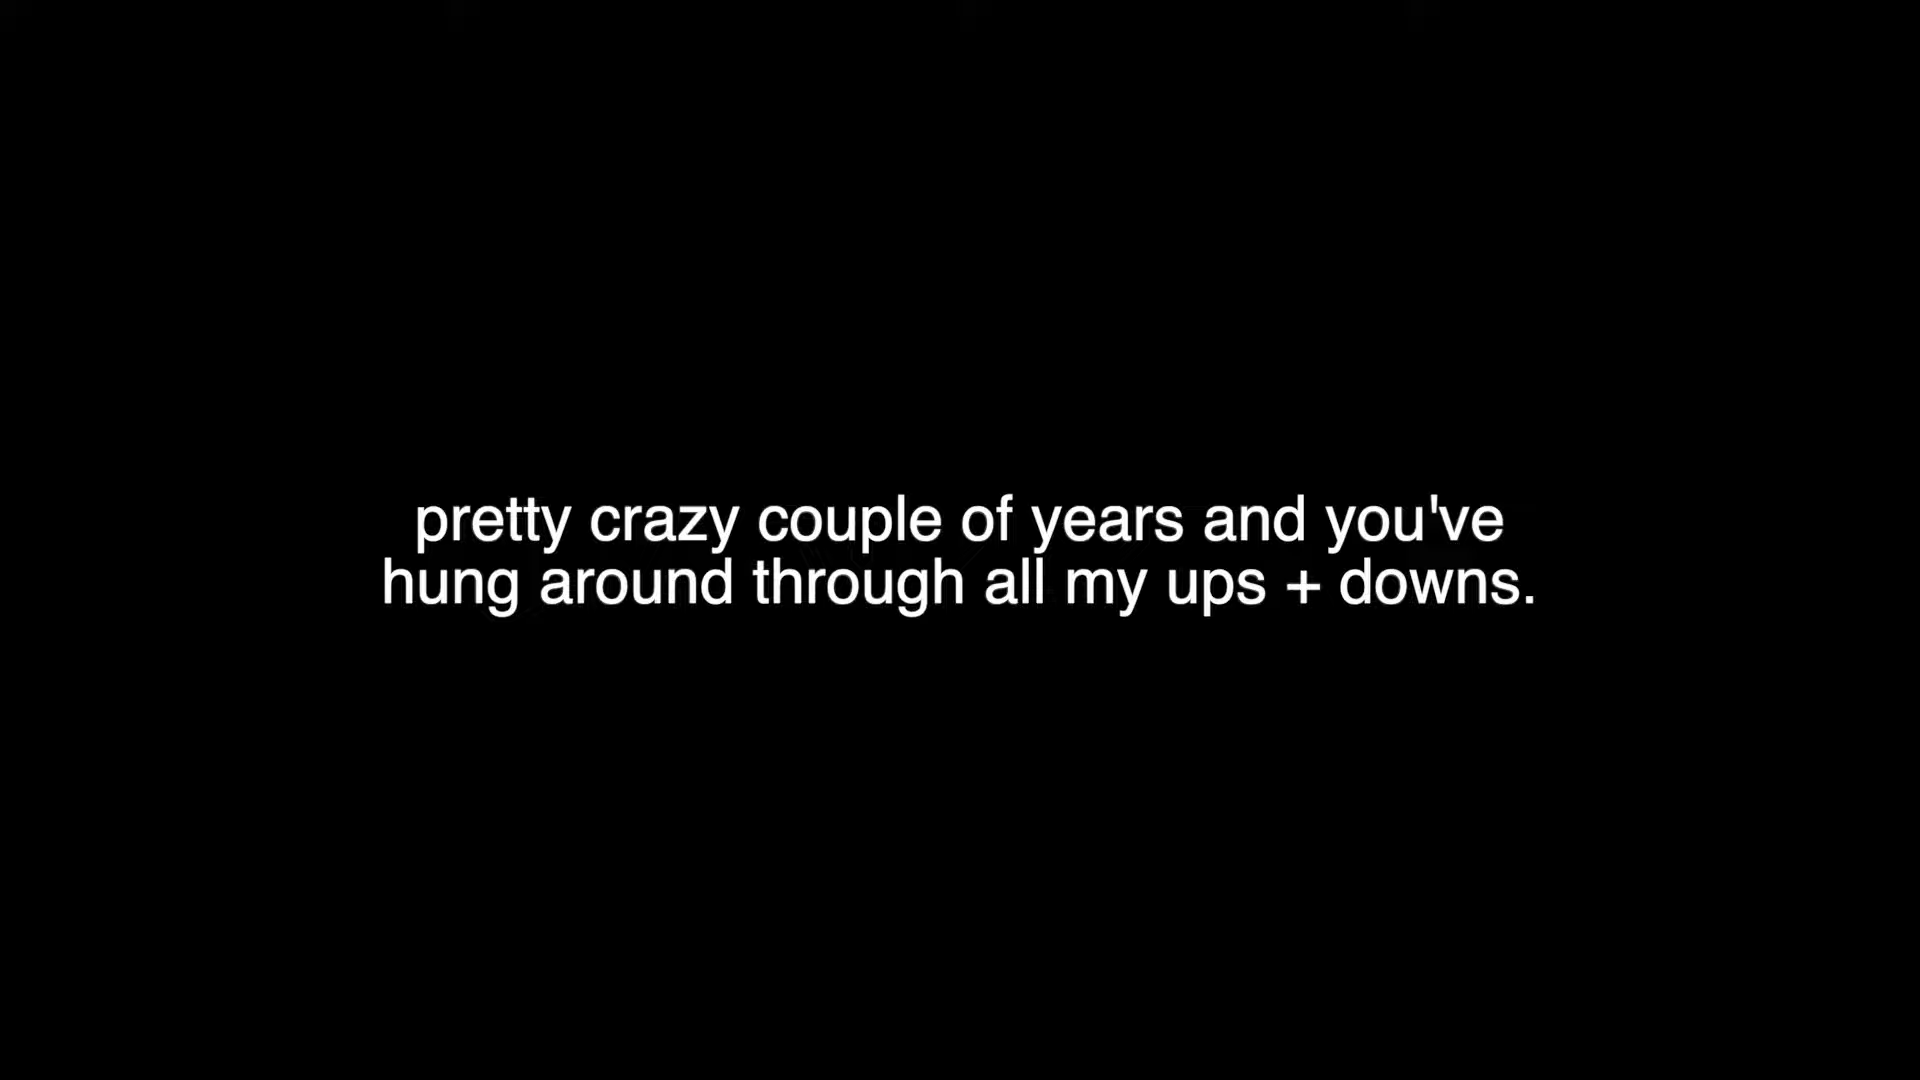 pretty crazy couple of years and you've
hung around through all my ups + downs.